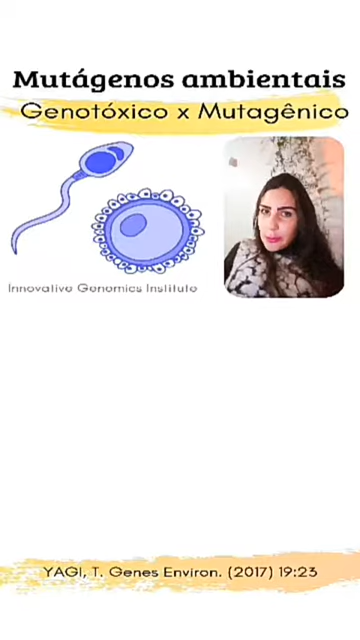 Mutágenos ambientais
Genotóxico x Mutagênico
Innovative Genomics Institute
YAGI, T. Genes Environ. (2017) 19:23